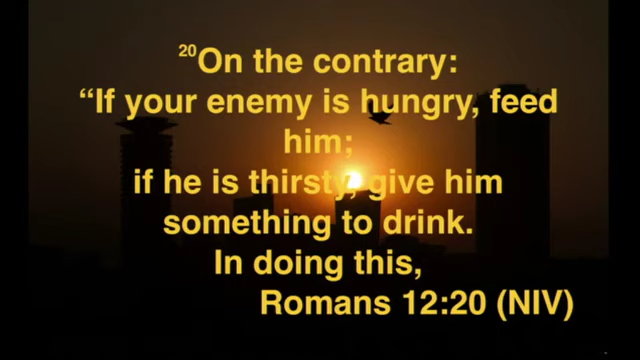 ²⁰On the contrary:
“If your enemy is hungry, feed
him;
if he is thirsty, give him
something to drink.
In doing this,
Romans 12:20 (NIV)